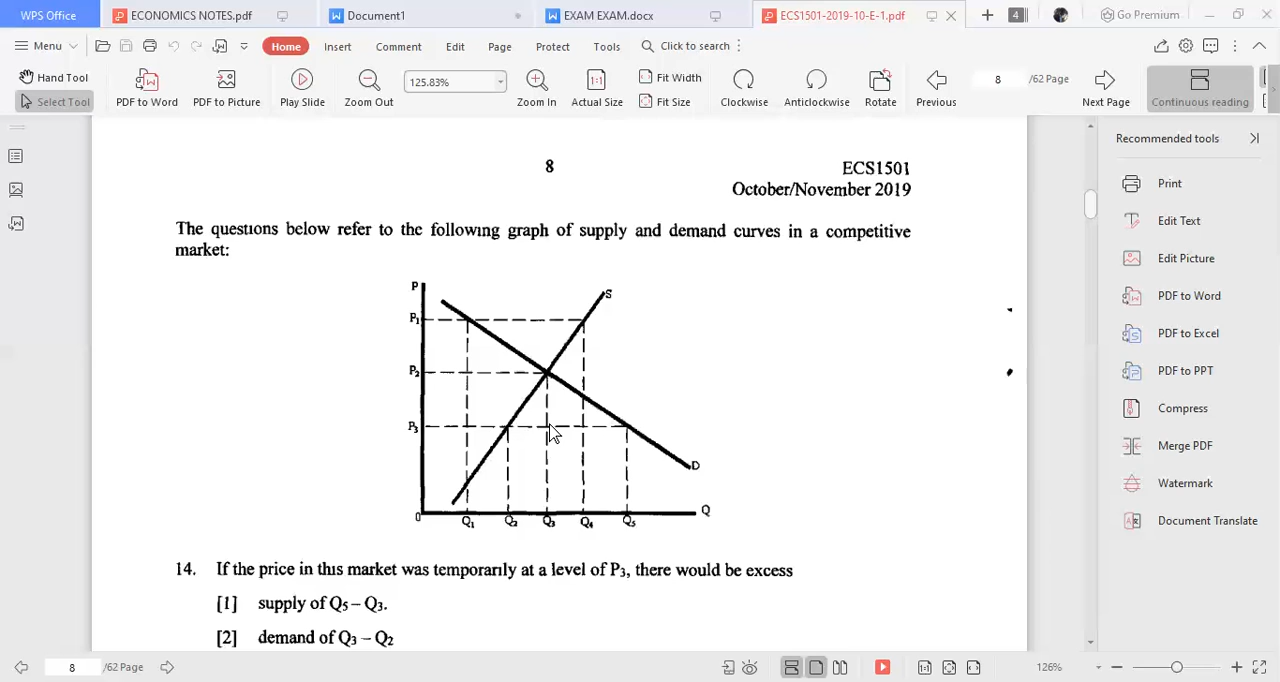 WPS Office ECONOMICS NOTES.pdf Document1 EXAM EXAM.docx ECS1501-2019-10-E-1.pdf 4 Go Premium
Menu Home Insert Comment Edit Page Protect Tools Click to search
Hand Tool 125.83% Fit Width 8 /62 Page
Select Tool PDF to Word PDF to Picture Play Slide Zoom Out Zoom In Actual Size Fit Size Clockwise Anticlockwise Rotate Previous Next Page Continuous reading
8 ECS1501
October/November 2019
The questions below refer to the following graph of supply and demand curves in a competitive
market:
P
S
P1
P2
P3
D
0 Q
Q1 Q2 Q3 Q4 Q5
14. If the price in this market was temporarily at a level of P3, there would be excess
[1] supply of Q5 – Q3.
[2] demand of Q3 – Q2
Recommended tools
Print
Edit Text
Edit Picture
PDF to Word
PDF to Excel
PDF to PPT
Compress
Merge PDF
Watermark
Document Translate
8 /62 Page 126%